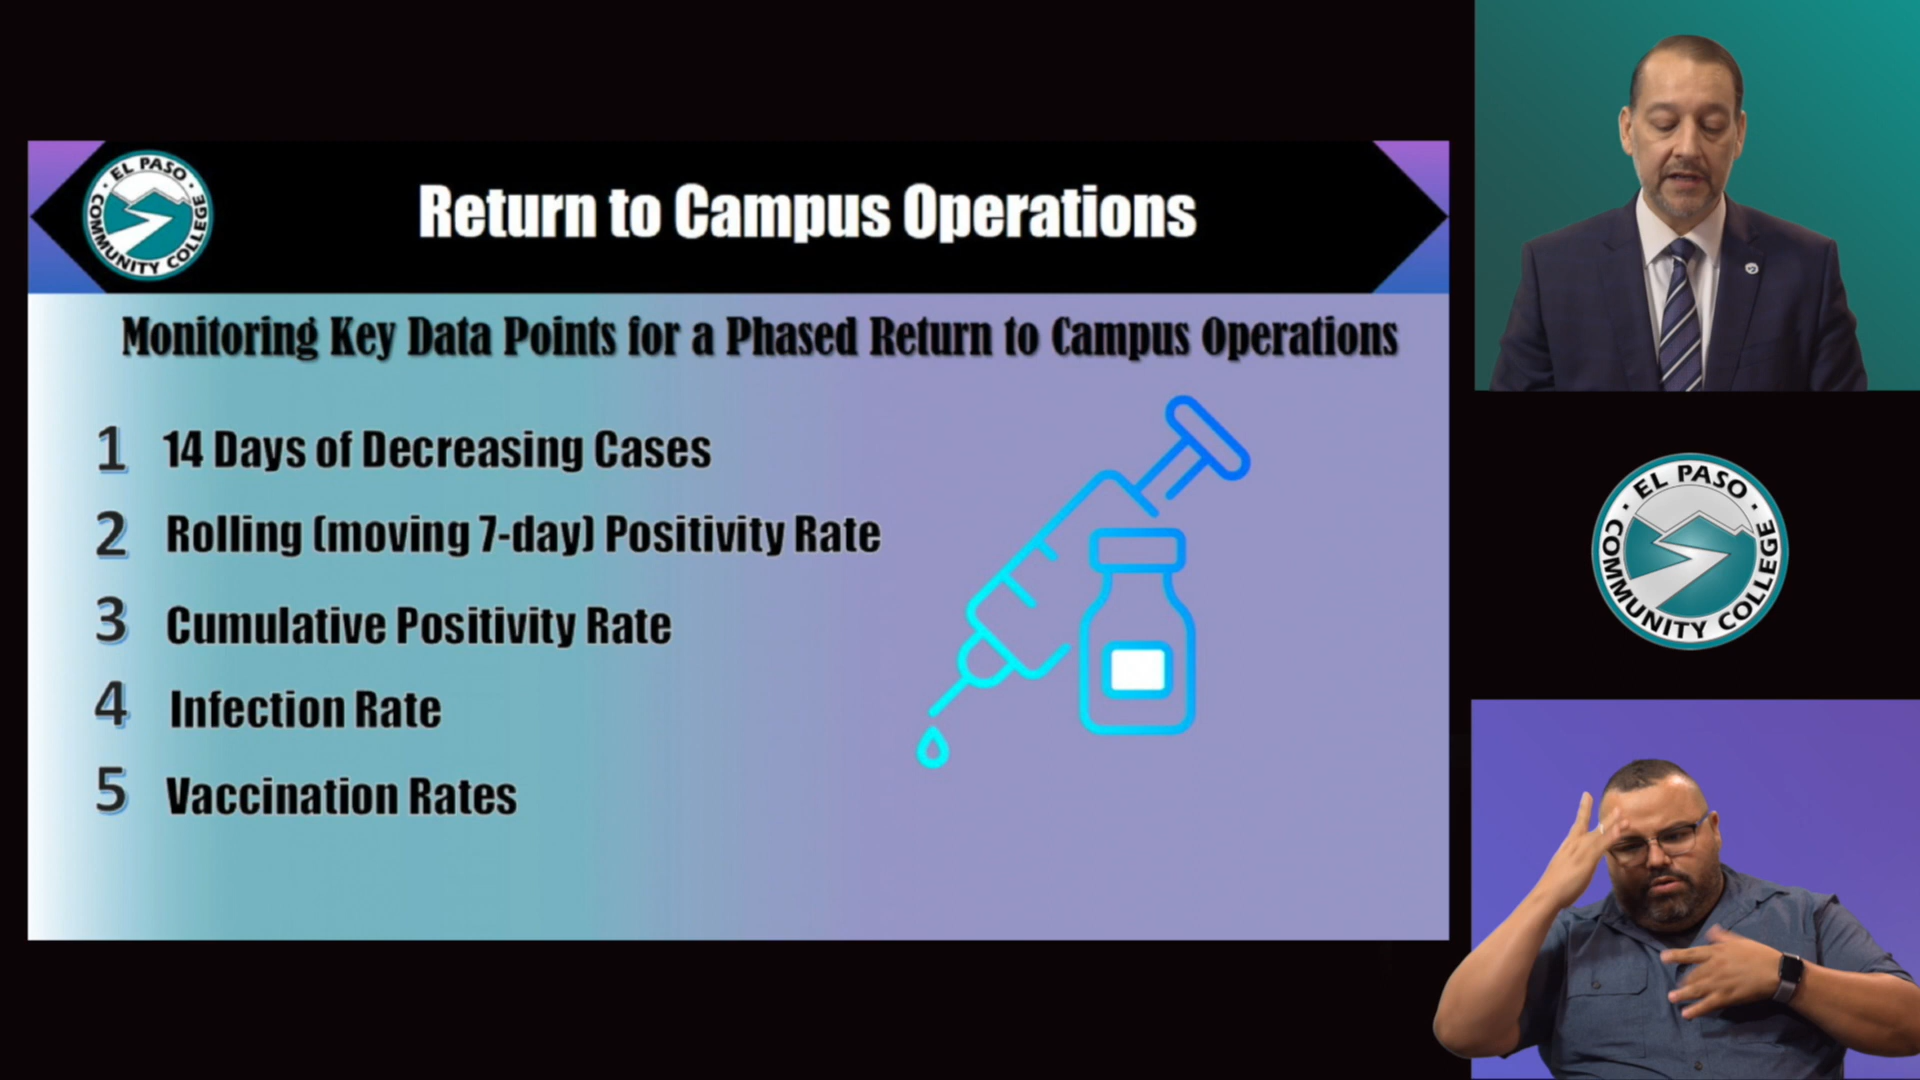 EL PASO
COMMUNITY COLLEGE
Return to Campus Operations
Monitoring Key Data Points for a Phased Return to Campus Operations
1 14 Days of Decreasing Cases
2 Rolling (moving 7-day) Positivity Rate
3 Cumulative Positivity Rate
4 Infection Rate
5 Vaccination Rates
EL PASO
COMMUNITY COLLEGE